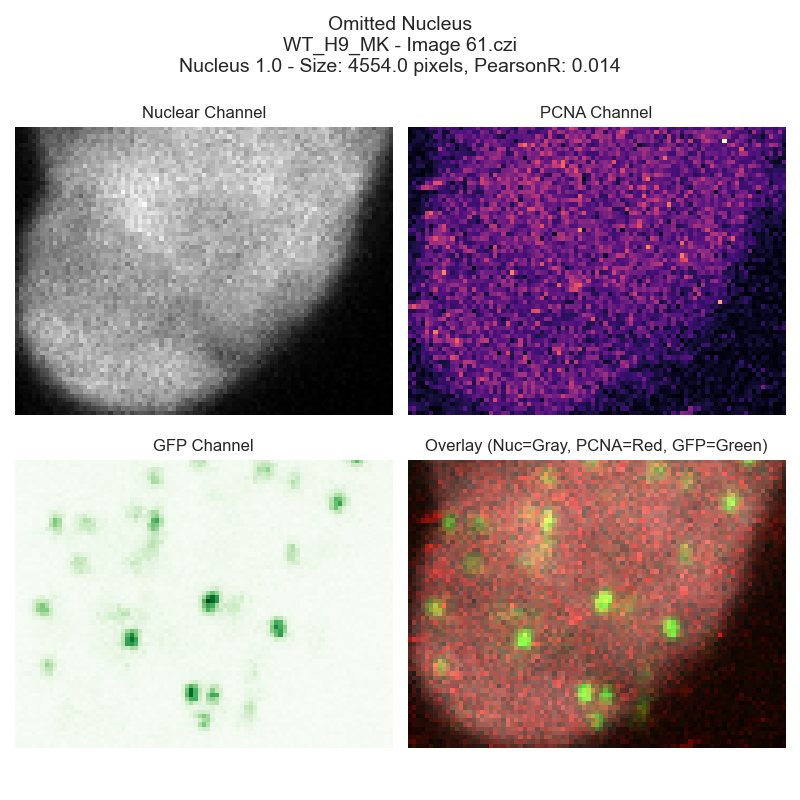 Omitted Nucleus
WT_H9_MK - Image 61.czi
Nucleus 1.0 - Size: 4554.0 pixels, PearsonR: 0.014
Nuclear Channel
PCNA Channel
GFP Channel
Overlay (Nuc=Gray, PCNA=Red, GFP=Green)